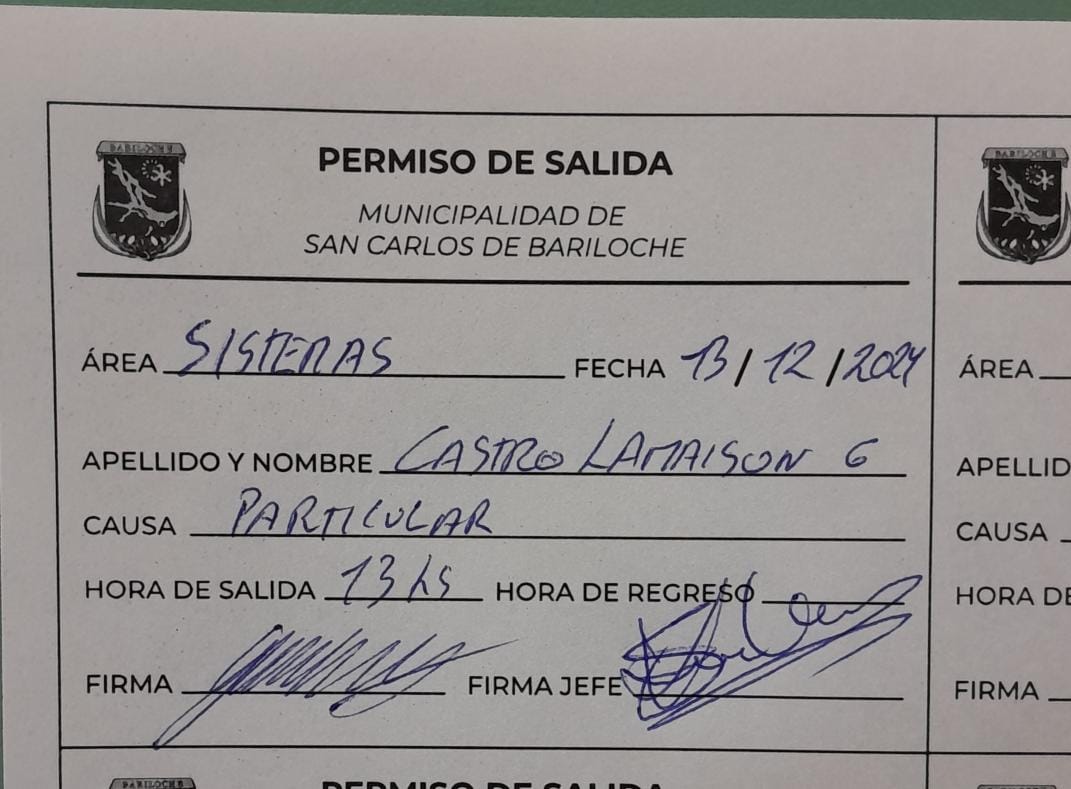 BARILOCHE
PERMISO DE SALIDA
MUNICIPALIDAD DE
SAN CARLOS DE BARILOCHE
ÁREA SISTEMAS FECHA 13/12/2024
APELLIDO Y NOMBRE CASTRO LAMAISON G
CAUSA PARTICULAR
HORA DE SALIDA 13 hs HORA DE REGRESO
FIRMA FIRMA JEFE
BARILOCHE
ÁREA
APELLID
CAUSA
HORA DE
FIRMA
BARILOCHE
PERMISO DE SALIDA